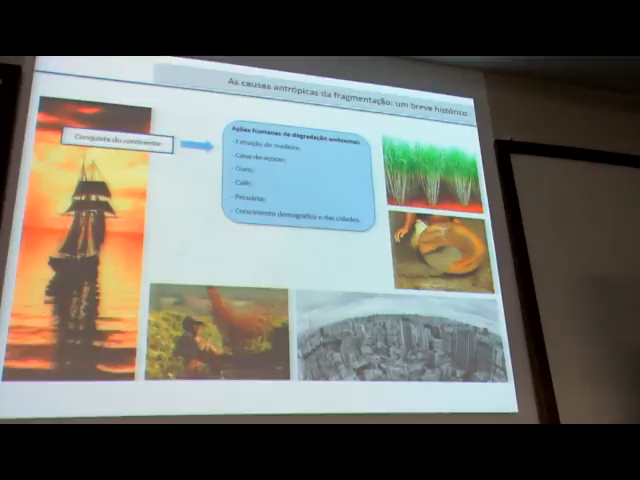 As causas antrópicas da fragmentação: um breve histórico
Conquista do continente
Ações humanas de degradação ambiental:
- Extração de madeira;
- Cana-de-açúcar;
- Ouro;
- Café;
- Pecuária;
- Crescimento demográfico e das cidades.